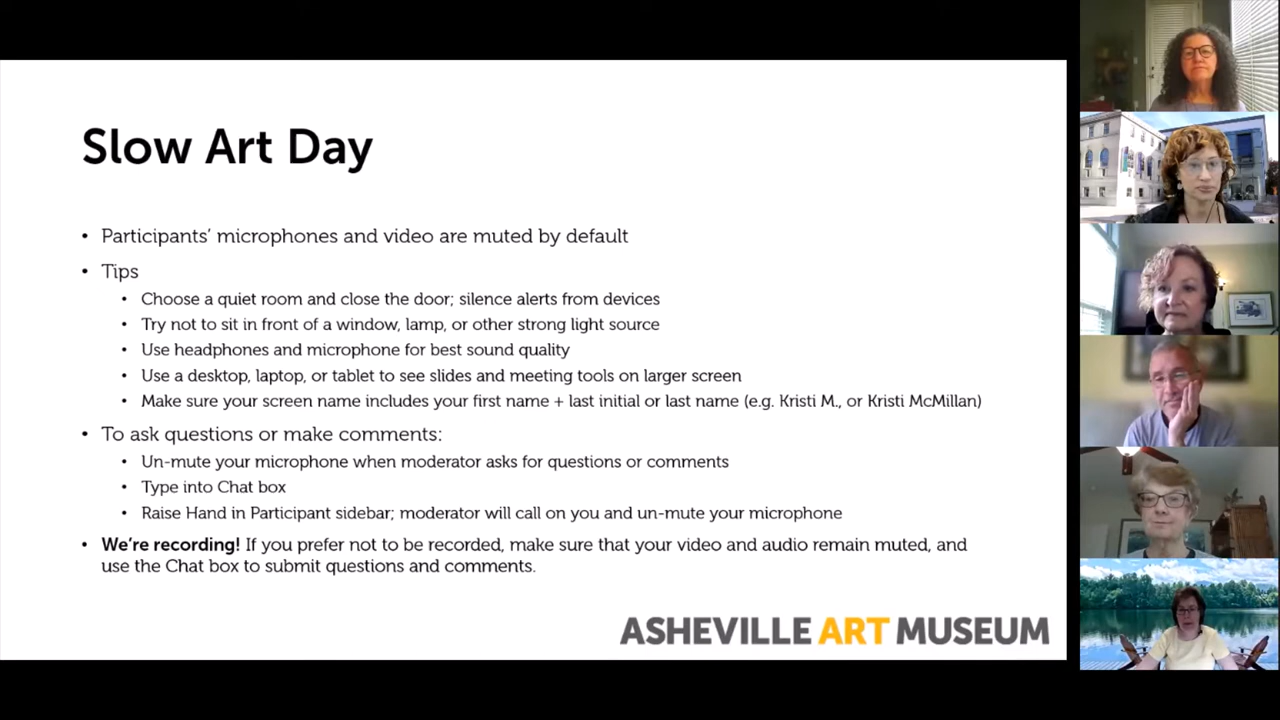 Slow Art Day
• Participants’ microphones and video are muted by default
• Tips
• Choose a quiet room and close the door; silence alerts from devices
• Try not to sit in front of a window, lamp, or other strong light source
• Use headphones and microphone for best sound quality
• Use a desktop, laptop, or tablet to see slides and meeting tools on larger screen
• Make sure your screen name includes your first name + last initial or last name (e.g. Kristi M., or Kristi McMillan)
• To ask questions or make comments:
• Un-mute your microphone when moderator asks for questions or comments
• Type into Chat box
• Raise Hand in Participant sidebar; moderator will call on you and un-mute your microphone
• We’re recording! If you prefer not to be recorded, make sure that your video and audio remain muted, and
use the Chat box to submit questions and comments.
ASHEVILLE ART MUSEUM